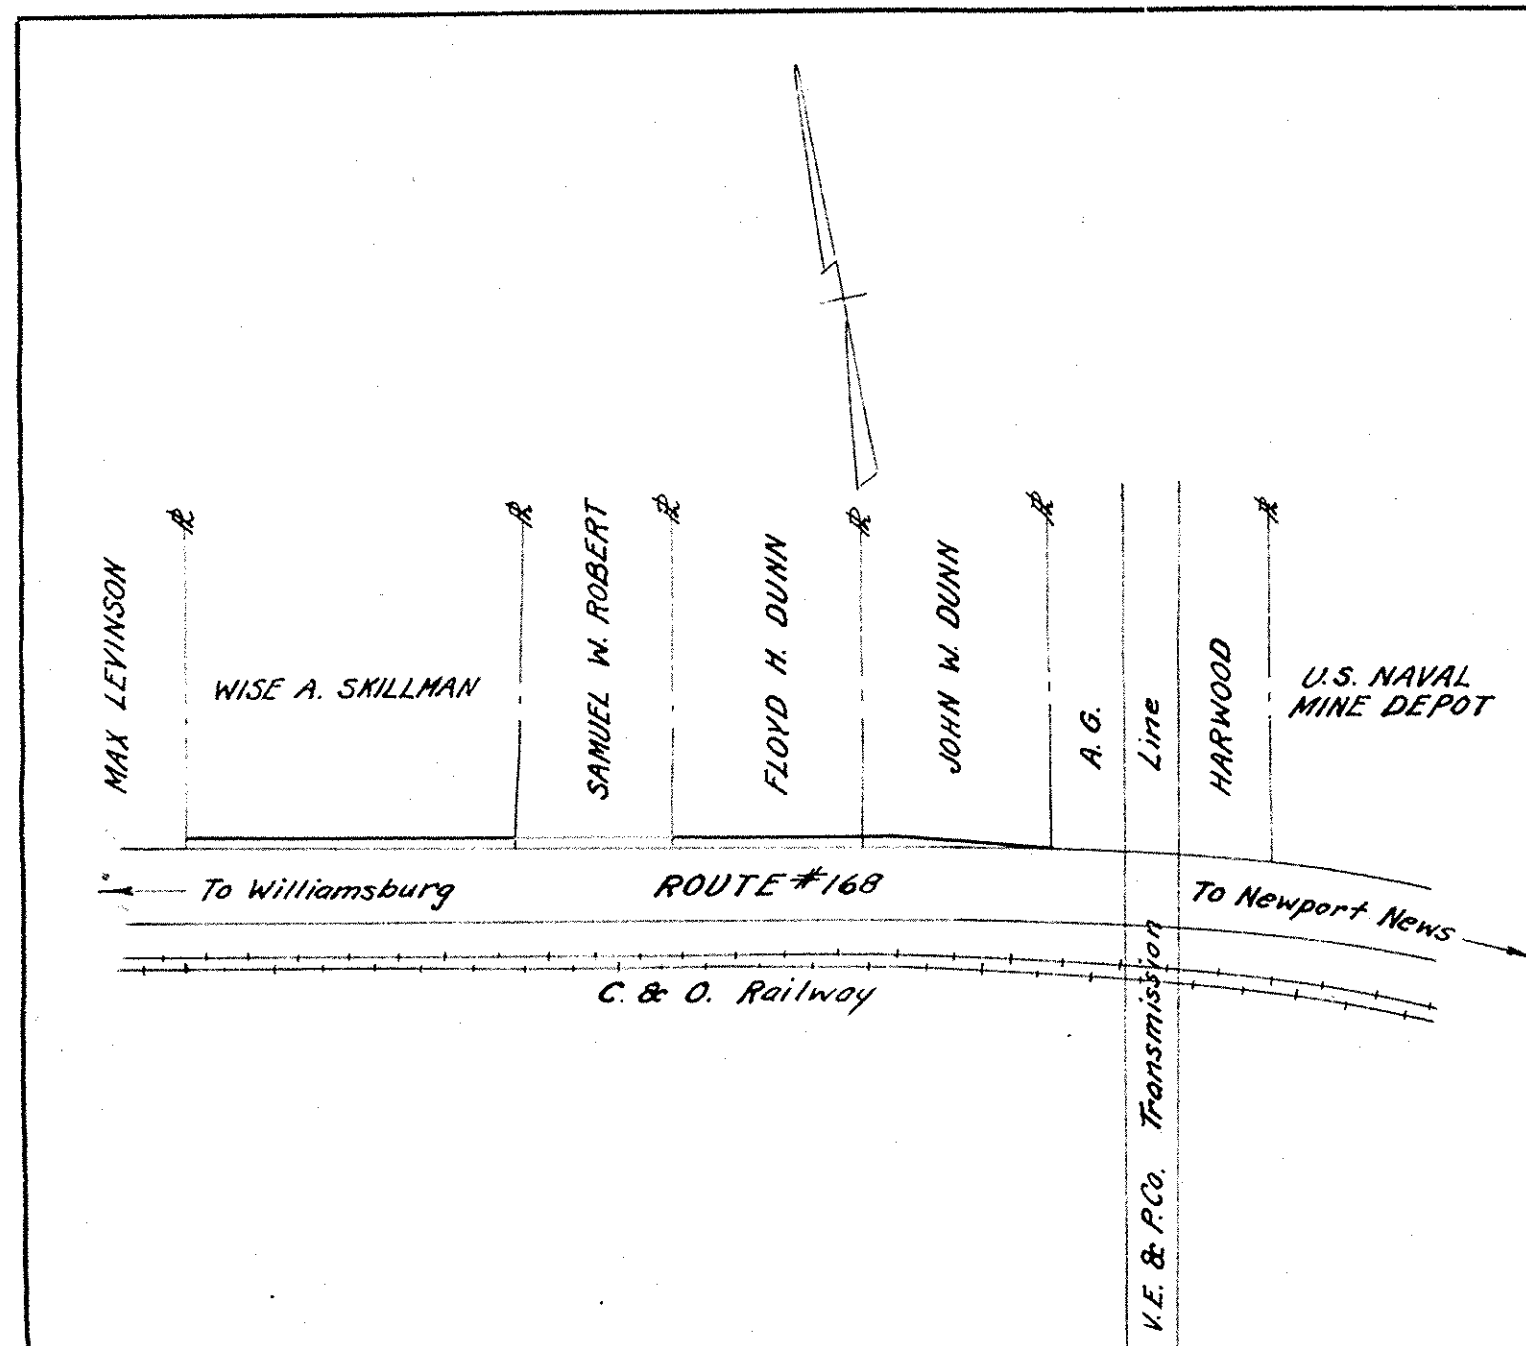 MAX LEVINSON
WISE A. SKILLMAN
SAMUEL W. ROBERT
FLOYD H. DUNN
JOHN W. DUNN
A. G.
HARWOOD
U.S. NAVAL
MINE DEPOT
To Williamsburg
ROUTE #168
To Newport News
C. & O. Railway
V.E. & P.Co. Transmission Line